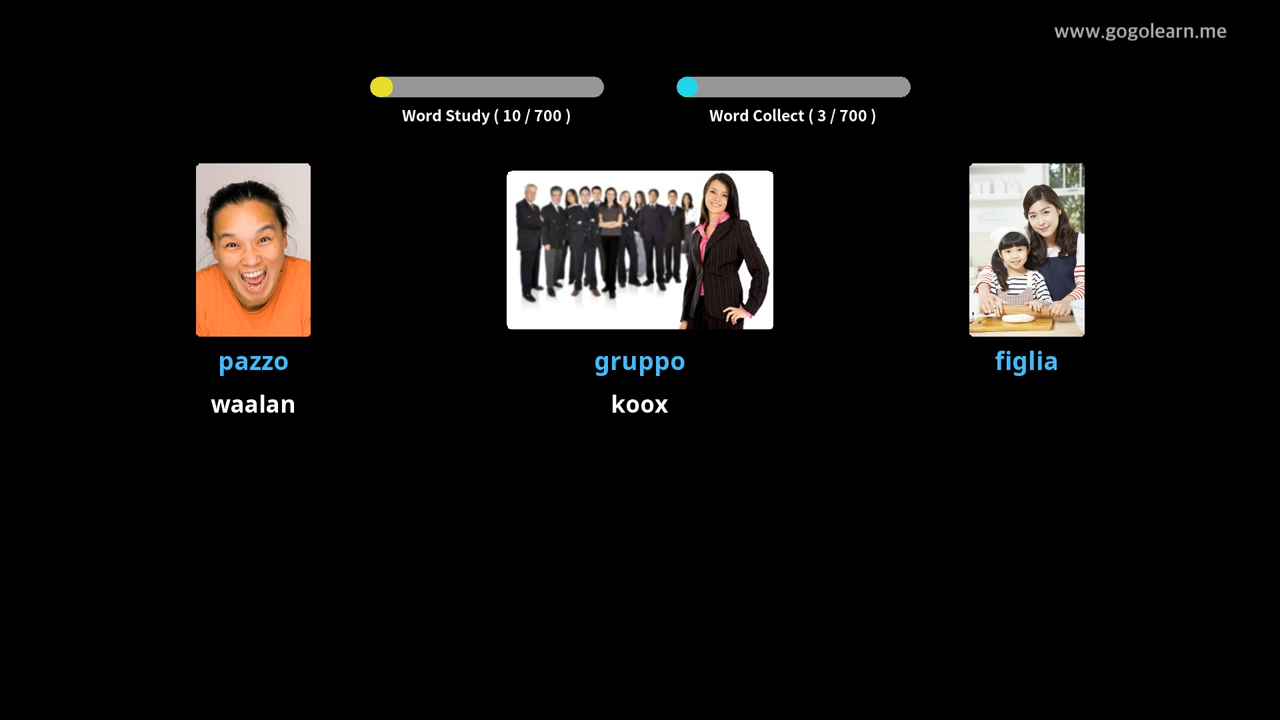 www.gogolearn.me
Word Study ( 10 / 700 )
Word Collect ( 3 / 700 )
pazzo
gruppo
figlia
waalan
koox